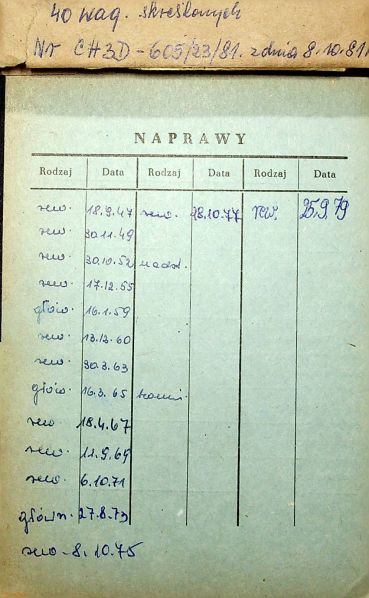 40 wag. skreślonych
Nr CH3D-605/23/81. z dnia 8.10.81r
NAPRAWY
Rodzaj Data Rodzaj Data Rodzaj Data
rew. 18.9.47 rew. 28.10.77 rew. 25.9.79
rew. 30.11.49
rew. 30.10.52 nadzw.
rew. 17.12.55
głów. 16.1.59
rew. 13.12.60
rew. 30.3.63
głów. 16.3.65
rew 18.4.67
rew. 11.9.69
rew. 6.10.71
główn. 27.8.73
rew. 8.10.75